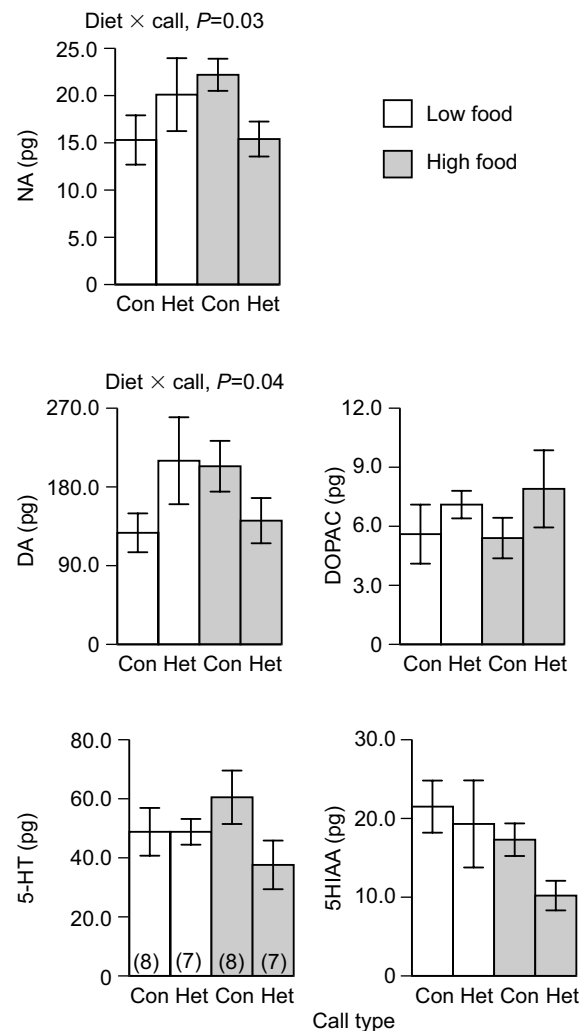 Diet × call, P=0.03
NA (pg)
25.0
20.0
15.0
10.0
5.0
0
Con Het Con Het
Low food
High food
Diet × call, P=0.04
DA (pg)
270.0
180.0
90.0
0
Con Het Con Het
DOPAC (pg)
12.0
9.0
6.0
3.0
0
Con Het Con Het
5-HT (pg)
80.0
60.0
40.0
20.0
0
(8) (7) (8) (7)
Con Het Con Het
5HIAA (pg)
30.0
20.0
10.0
0
Con Het Con Het
Call type